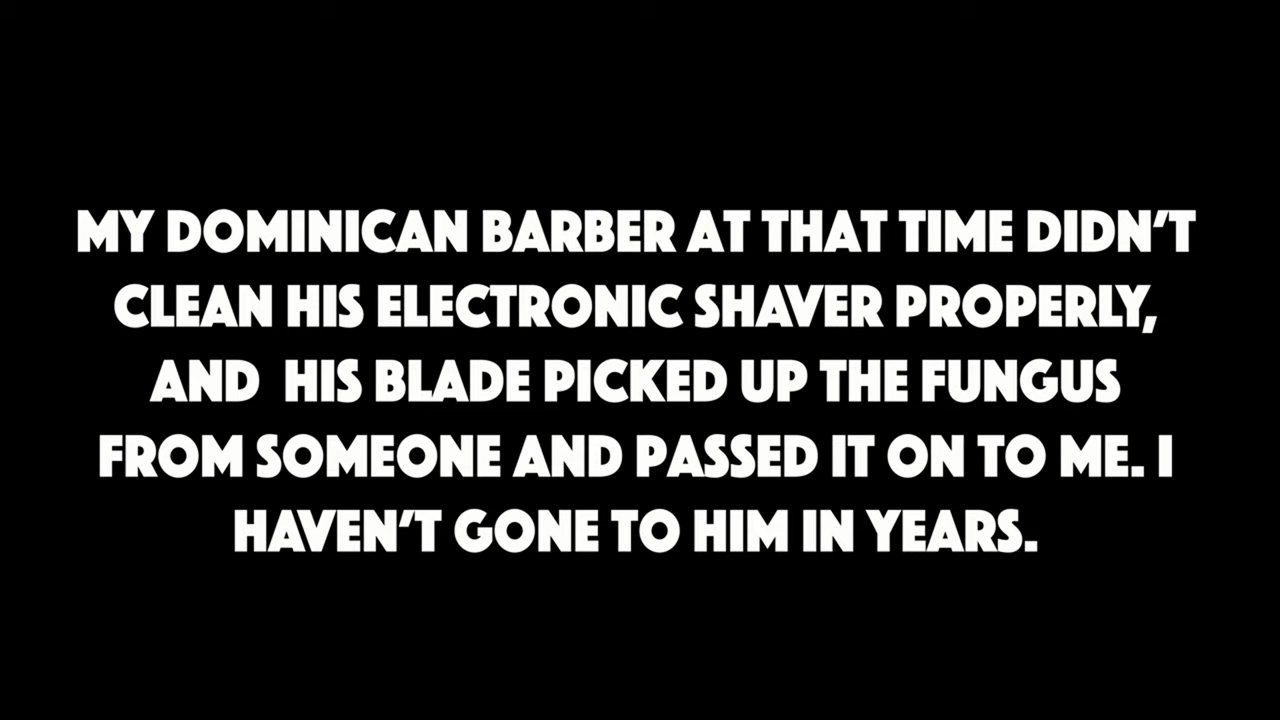 MY DOMINICAN BARBER AT THAT TIME DIDN'T
CLEAN HIS ELECTRONIC SHAVER PROPERLY,
AND  HIS BLADE PICKED UP THE FUNGUS
FROM SOMEONE AND PASSED IT ON TO ME. I
HAVEN'T GONE TO HIM IN YEARS.